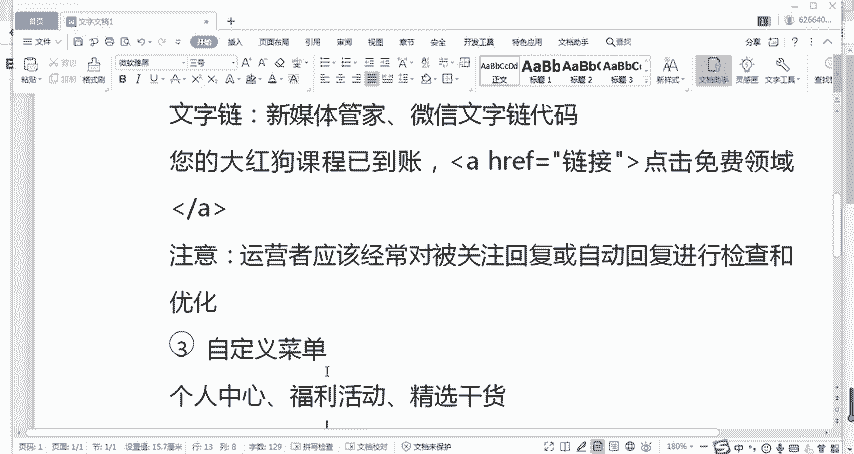 首页 文字文稿1 × + 626640...
文件 开始 插入 页面布局 引用 审阅 视图 章节 安全 开发工具 特色应用 文档助手 查找 分享
粘贴 剪切 复制 格式刷 微软雅黑 三号 AaBbCcDd 正文 AaBb 标题 1 AaBb( 标题 2 AaBbC 标题 3 新样式 文档助手 灵感格 文字工具
文字链：新媒体管家、微信文字链代码
您的大红狗课程已到账，<a href="链接">点击免费领域
</a>
注意：运营者应该经常对被关注回复或自动回复进行检查和
优化
③ 自定义菜单
个人中心、福利活动、精选干货
页码: 1 页面: 1/1 节: 1/1 设置值: 15.7厘米 行: 13 列: 8 字数: 129 拼写检查 文档校对 文档未保护 180%